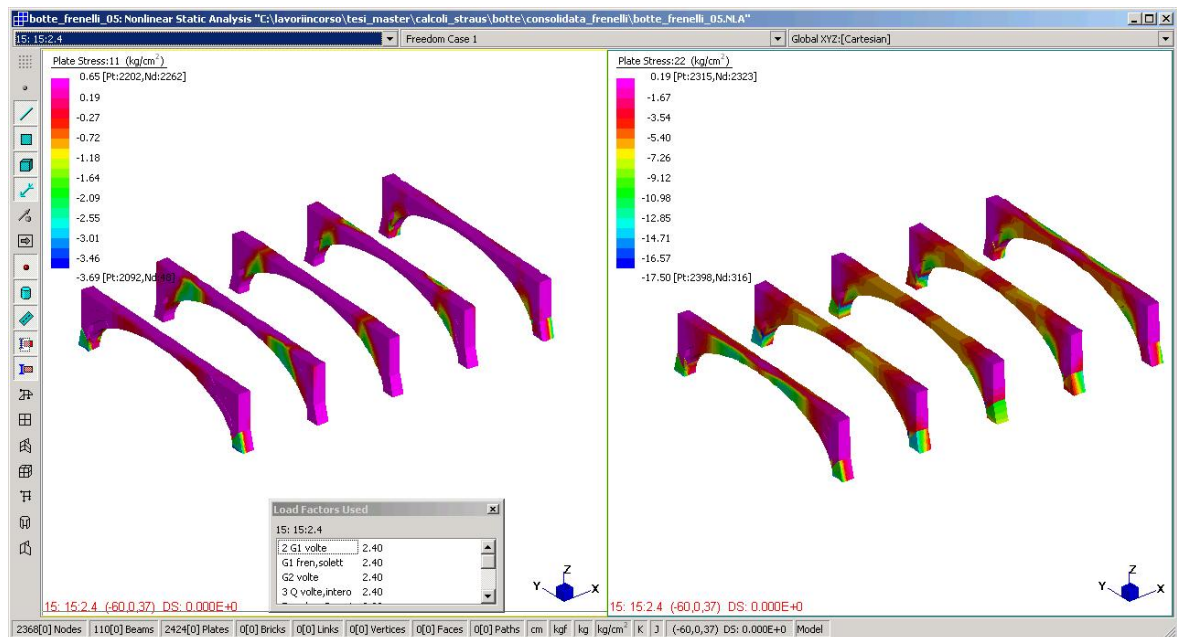 botte_frenelli_05: Nonlinear Static Analysis "C:\lavoriincorso\tesi_master\calcoli_straus\botte\consolidata_frenelli\botte_frenelli_05.NLA"
15: 15:2.4
Freedom Case 1
Global XYZ:[Cartesian]
Plate Stress:11 (kg/cm²)
0.65 [Pt:2202,Nd:2262]
0.19
-0.27
-0.72
-1.18
-1.64
-2.09
-2.55
-3.01
-3.46
-3.69 [Pt:2092,Nd:48]
Plate Stress:22 (kg/cm²)
0.19 [Pt:2315,Nd:2323]
-1.67
-3.54
-5.40
-7.26
-9.12
-10.98
-12.85
-14.71
-16.57
-17.50 [Pt:2398,Nd:316]
Load Factors Used
15: 15:2.4
2 G1 volte 2.40
G1 fren,solett 2.40
G2 volte 2.40
3 Q volte,intero 2.40
Z
Y
X
Z
Y
X
15: 15:2.4 (-60,0,37) DS: 0.000E+0
15: 15:2.4 (-60,0,37) DS: 0.000E+0
2368[0] Nodes 110[0] Beams 2424[0] Plates 0[0] Bricks 0[0] Links 0[0] Vertices 0[0] Faces 0[0] Paths cm kgf kg kg/cm² K J (-60,0,37) DS: 0.000E+0 Model